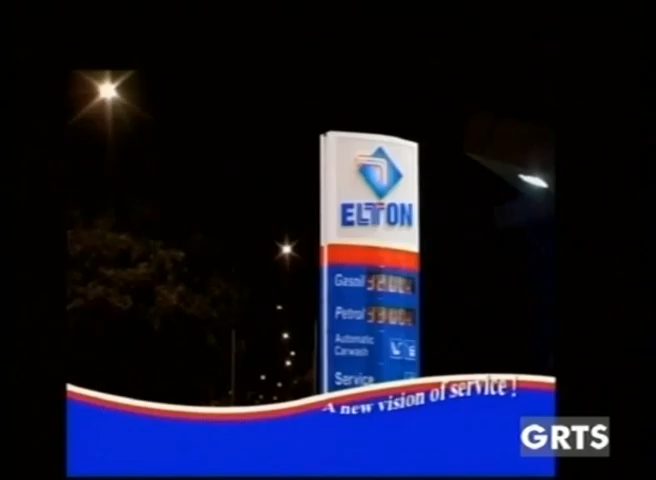 ELTON
Gasoil
Petrol
Automatic
Carwash
Service
A new vision of service !
GRTS